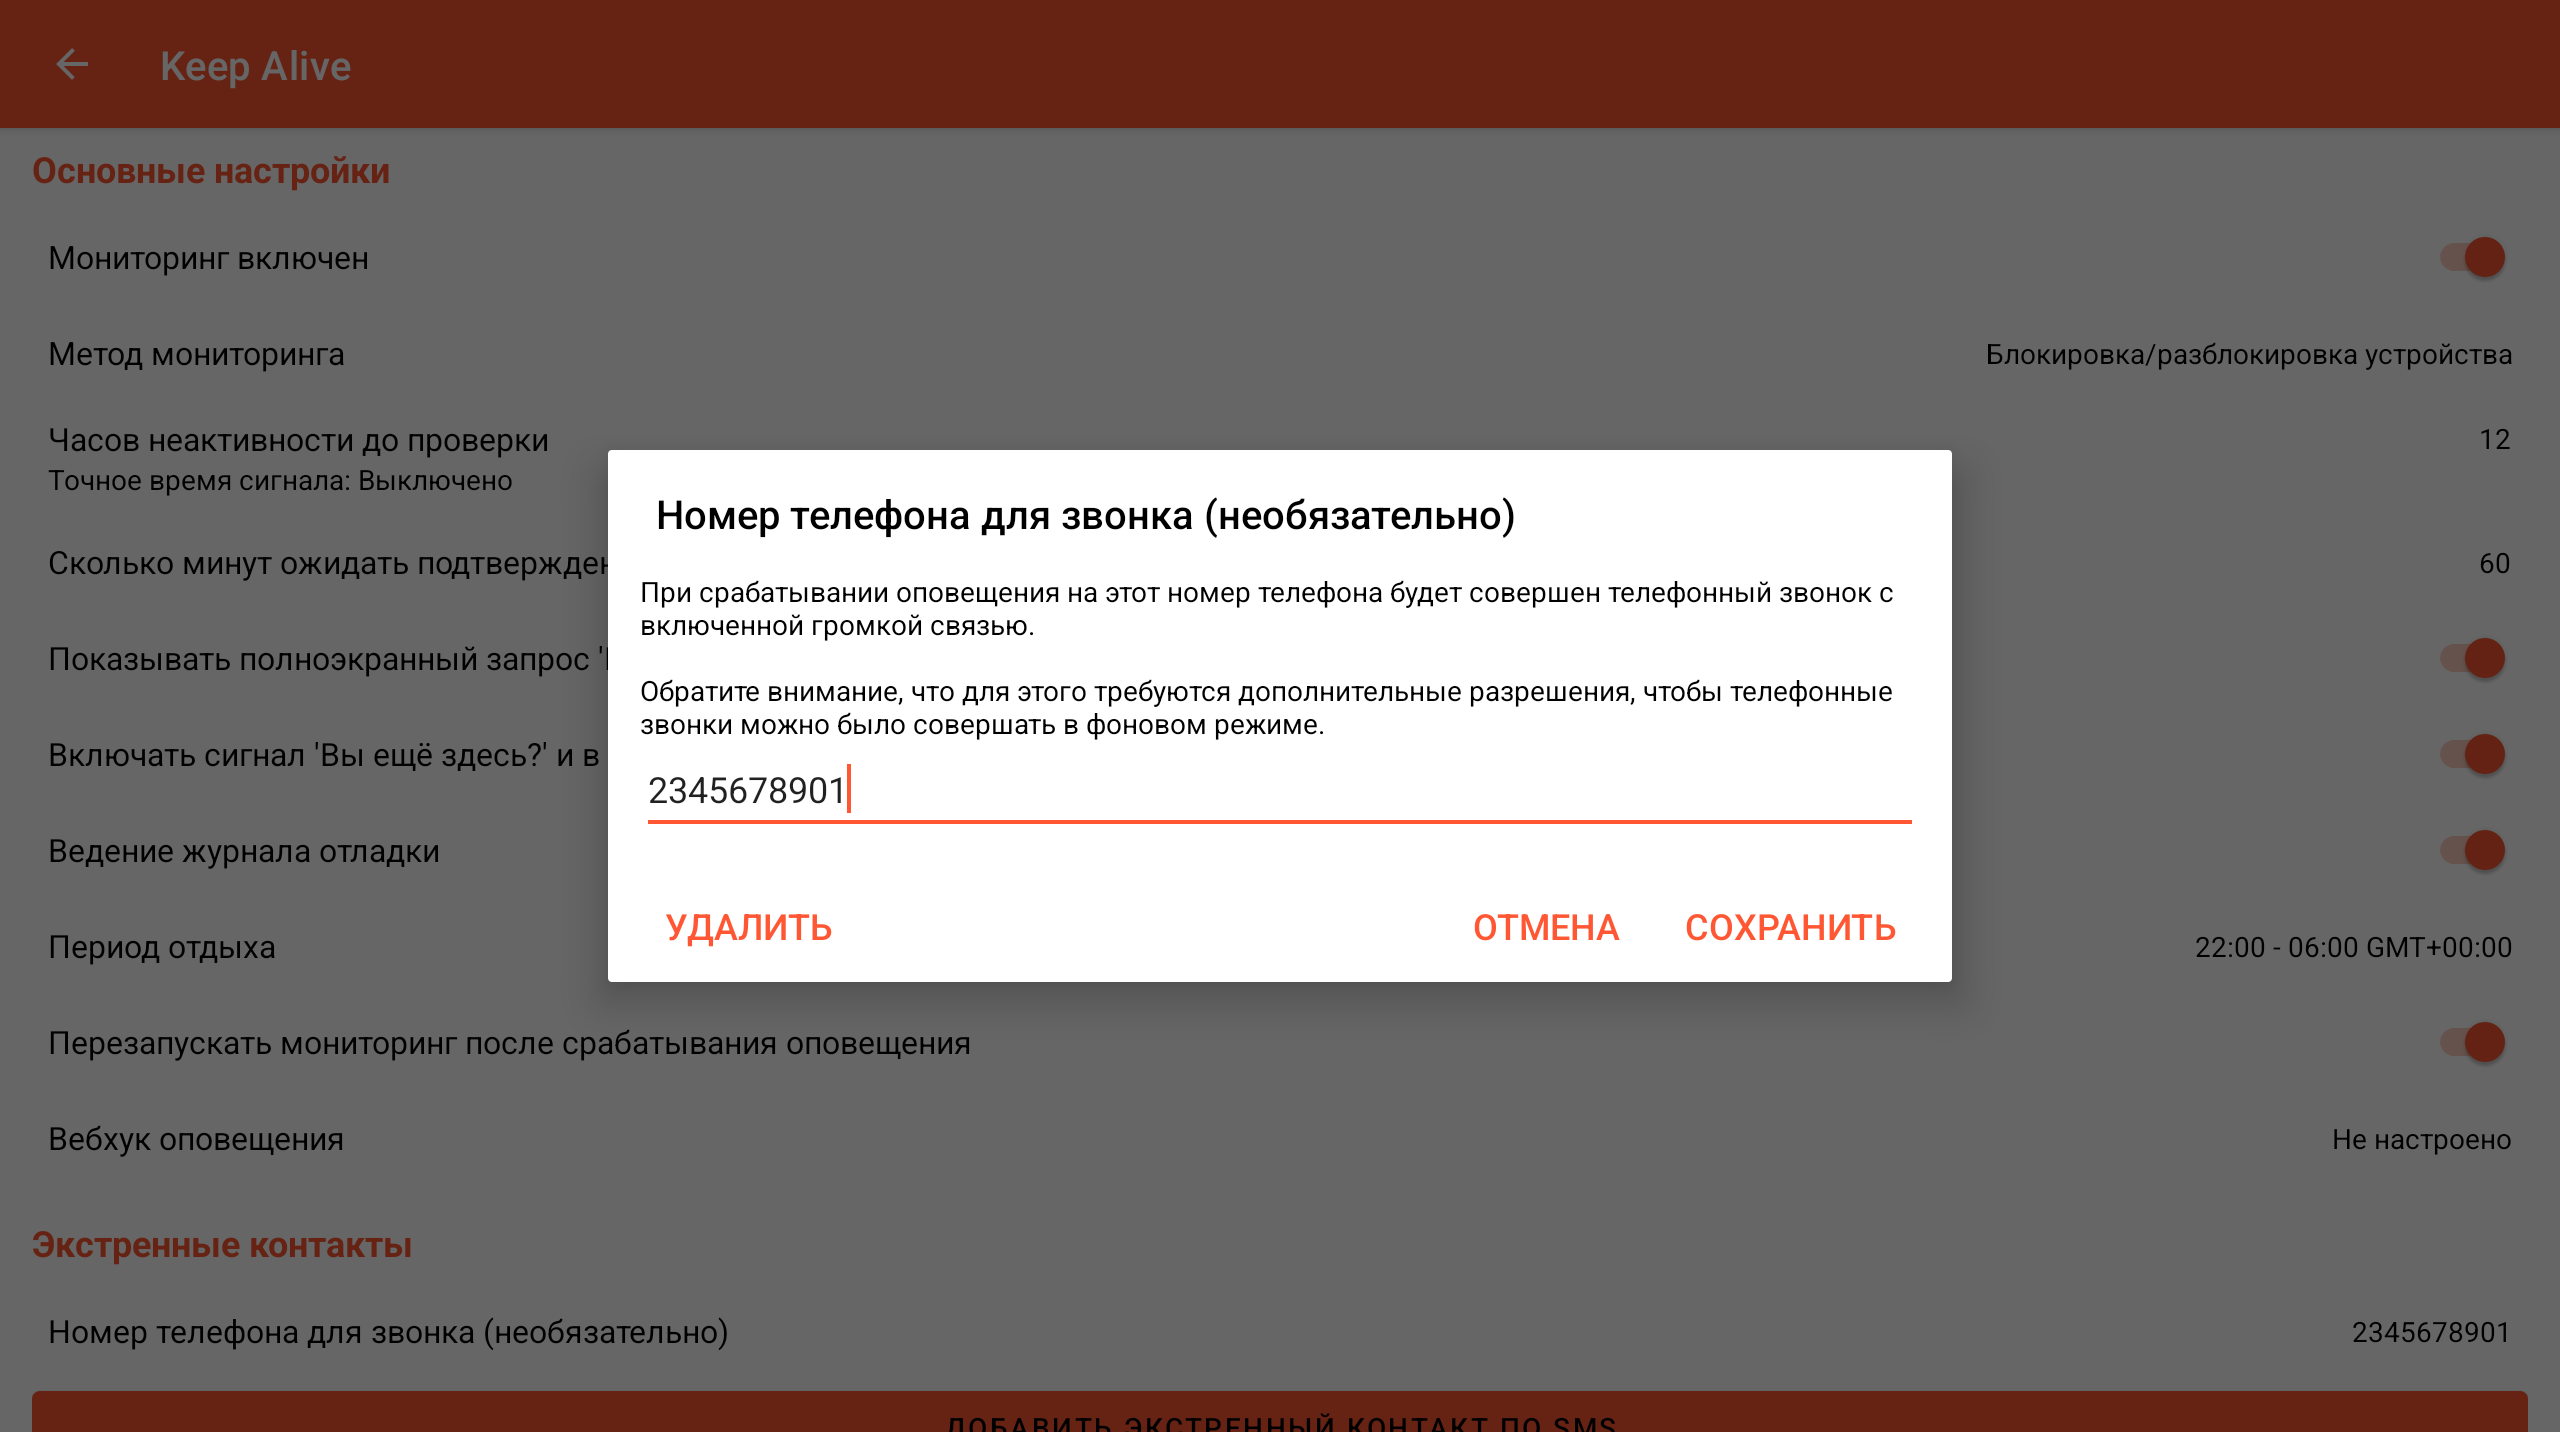 Keep Alive
Основные настройки
Мониторинг включен
Метод мониторинга
Блокировка/разблокировка устройства
Часов неактивности до проверки
12
Точное время сигнала: Выключено
Сколько минут ожидать
60
Показывать полноэкранный запрос
Включать сигнал 'Вы ещё здесь?' и в
Ведение журнала отладки
Период отдыха
22:00 - 06:00 GMT+00:00
Перезапускать мониторинг после срабатывания оповещения
Вебхук оповещения
Не настроено
Экстренные контакты
Номер телефона для звонка (необязательно)
2345678901
ДОБАВИТЬ ЭКСТРЕННЫЙ КОНТАКТ ПО SMS
Номер телефона для звонка (необязательно)
При срабатывании оповещения на этот номер телефона будет совершен телефонный звонок с
включенной громкой связью.
Обратите внимание, что для этого требуются дополнительные разрешения, чтобы телефонные
звонки можно было совершать в фоновом режиме.
2345678901
УДАЛИТЬ
ОТМЕНА
СОХРАНИТЬ